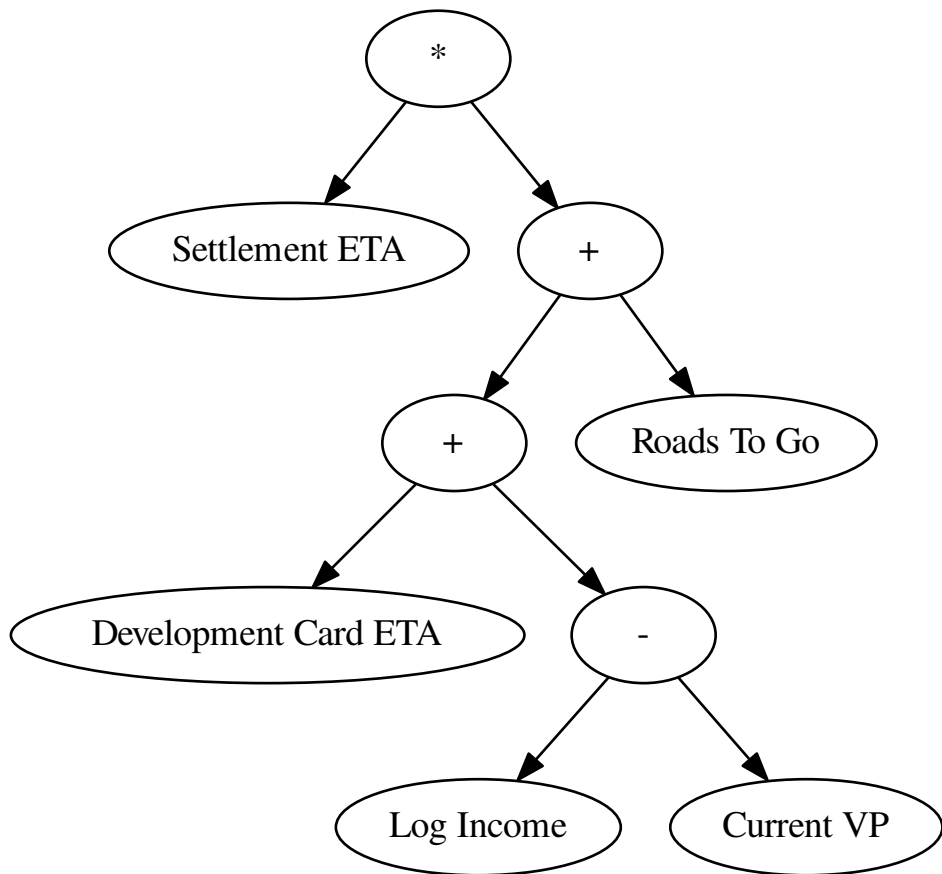 *
Settlement ETA
+
+
Roads To Go
Development Card ETA
-
Log Income
Current VP